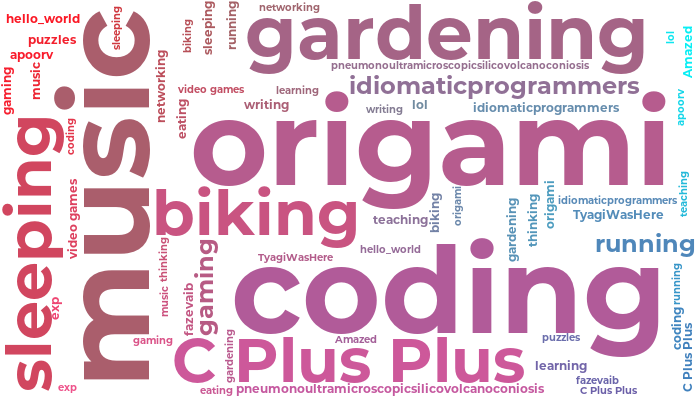 hello_world
puzzles
apoorv
gaming
music
sleeping
music
sleeping
coding
video games
exp
exp
networking
biking
sleeping
running
networking
gardening
lol
Amazed
pneumonoultramicroscopicsilicovolcanoconiosis
video games
learning
idiomaticprogrammers
writing
writing
lol
idiomaticprogrammers
apoorv
eating
origami
biking
teaching
biking
origami
idiomaticprogrammers
teaching
TyagiWasHere
gardening
thinking
origami
running
music
thinking
fazevaib
gaming
TyagiWasHere
hello_world
coding
running
gaming
C Plus Plus
gardening
Amazed
puzzles
coding
C Plus Plus
learning
fazevaib
eating
pneumonoultramicroscopicsilicovolcanoconiosis
C Plus Plus